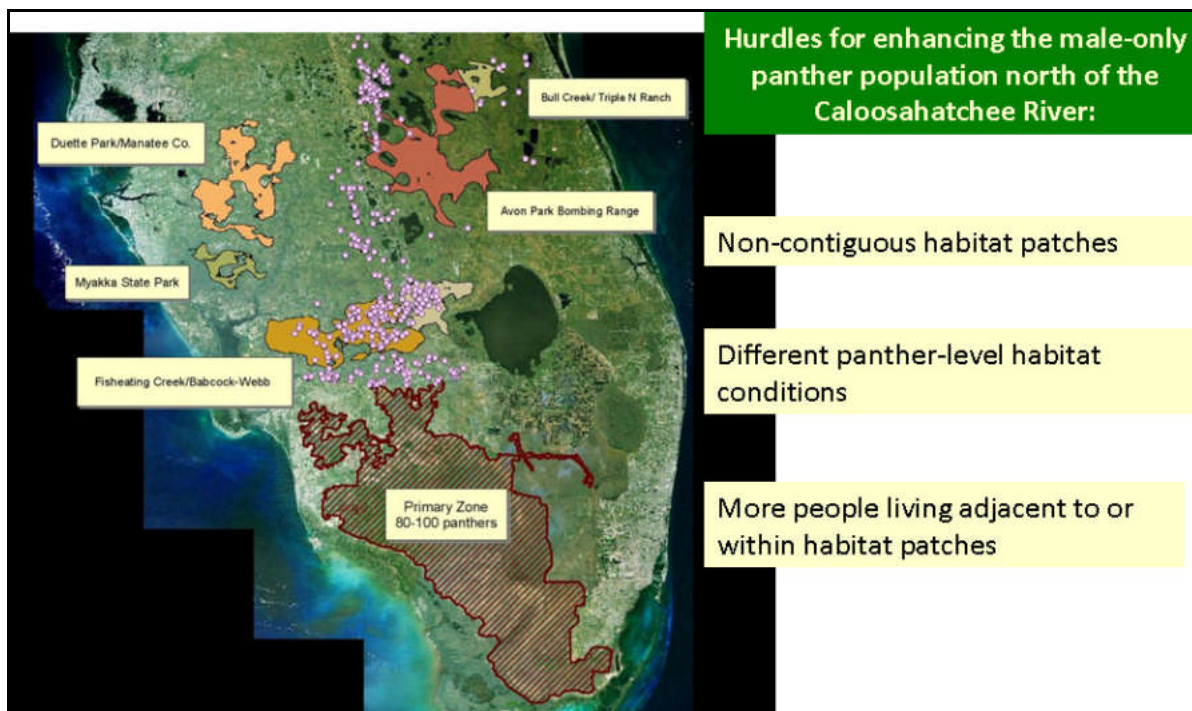 Hurdles for enhancing the male-only
panther population north of the
Caloosahatchee River:
Bull Creek/ Triple N Ranch
Duette Park/Manatee Co.
Avon Park Bombing Range
Myakka State Park
Fisheating Creek/Babcock-Webb
Primary Zone
80-100 panthers
Non-contiguous habitat patches
Different panther-level habitat
conditions
More people living adjacent to or
within habitat patches